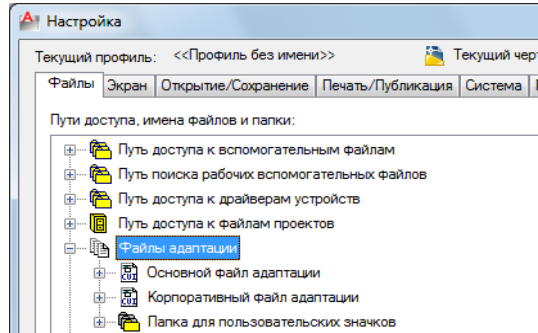 Настройка
Текущий профиль: <<Профиль без имени>> Текущий черт
Файлы Экран Открытие/Сохранение Печать/Публикация Система
Пути доступа, имена файлов и папки:
Путь доступа к вспомогательным файлам
Путь поиска рабочих вспомогательных файлов
Путь доступа к драйверам устройств
Путь доступа к файлам проектов
Файлы адаптации
CUI Основной файл адаптации
CUI Корпоративный файл адаптации
Папка для пользовательских значков